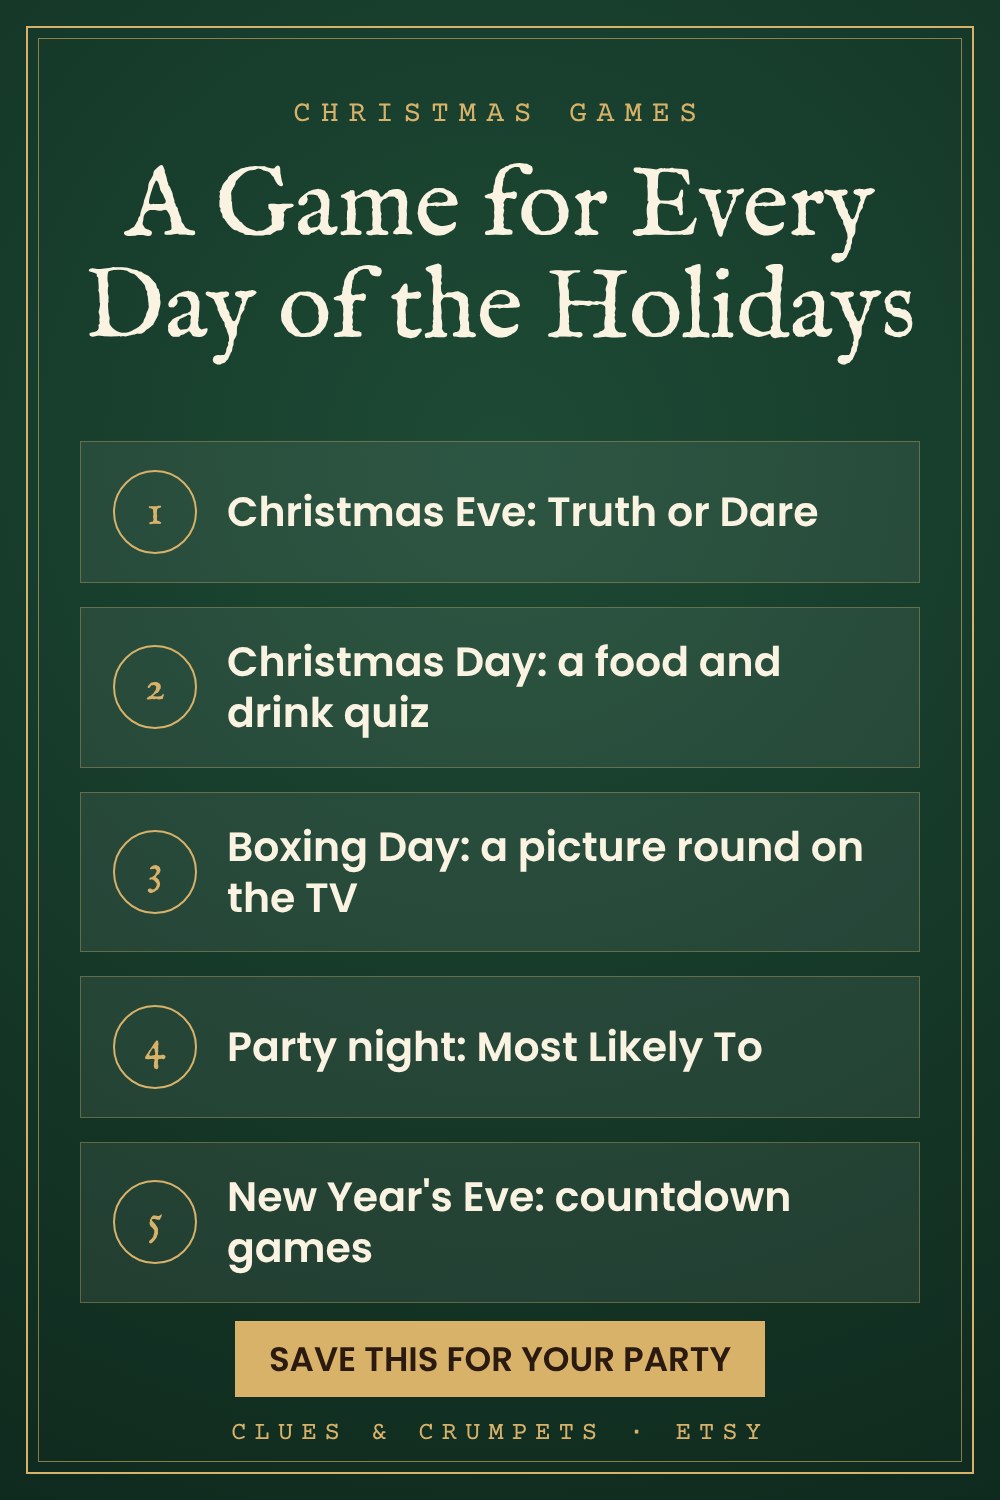 CHRISTMAS GAMES
A Game for Every
Day of the Holidays
1
Christmas Eve: Truth or Dare
2
Christmas Day: a food and
drink quiz
3
Boxing Day: a picture round on
the TV
4
Party night: Most Likely To
5
New Year's Eve: countdown
games
SAVE THIS FOR YOUR PARTY
CLUES & CRUMPETS · ETSY